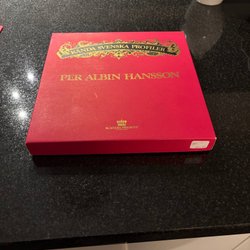 KÄNDA SVENSKA PROFILER
PER ALBIN HANSSON